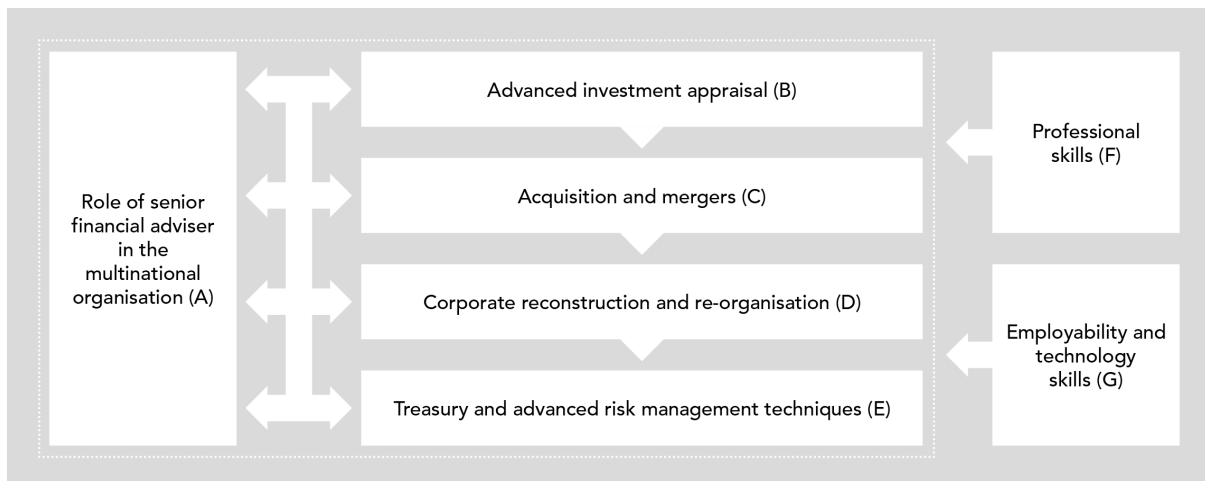 Role of senior
financial adviser
in the
multinational
organisation (A)
Advanced investment appraisal (B)
Acquisition and mergers (C)
Corporate reconstruction and re-organisation (D)
Treasury and advanced risk management techniques (E)
Professional
skills (F)
Employability and
technology
skills (G)